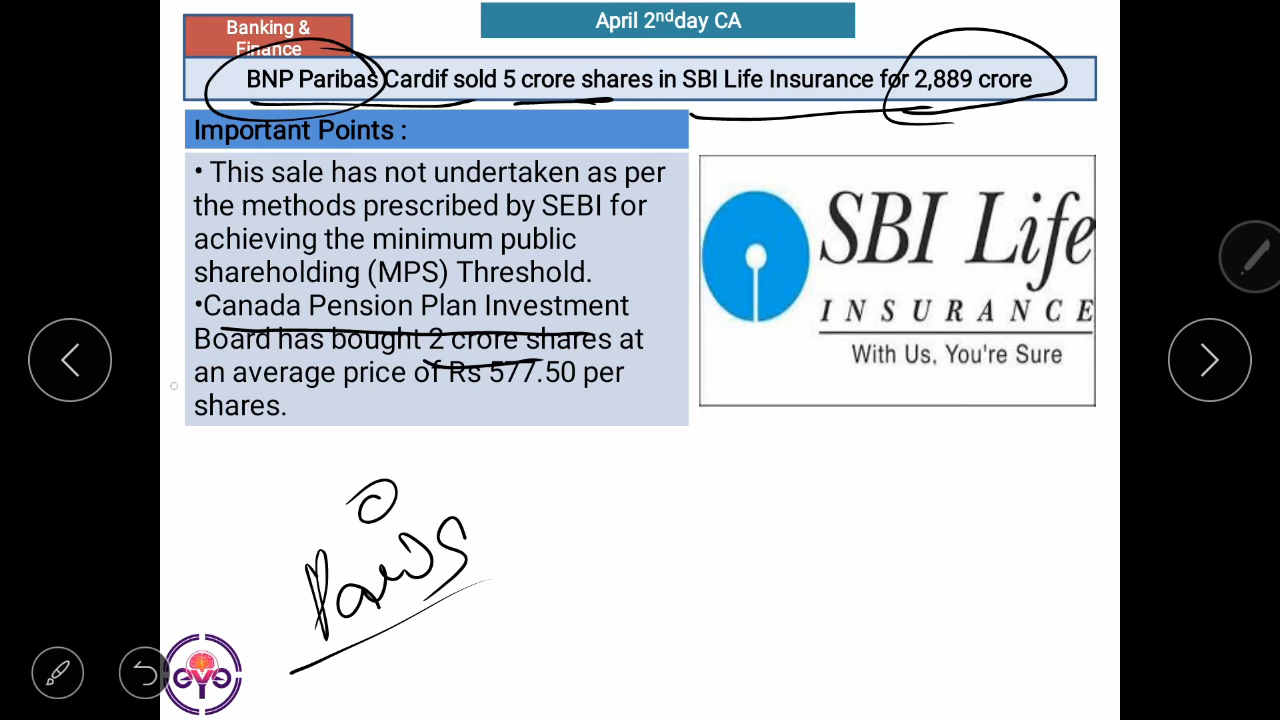 April 2nd day CA
Banking &
Finance
BNP Paribas Cardif sold 5 crore shares in SBI Life Insurance for 2,889 crore
Important Points :
• This sale has not undertaken as per
the methods prescribed by SEBI for
achieving the minimum public
shareholding (MPS) Threshold.
•Canada Pension Plan Investment
Board has bought 2 crore shares at
an average price of Rs 577.50 per
shares.
SBI Life
INSURANCE
With Us, You're Sure
Paris